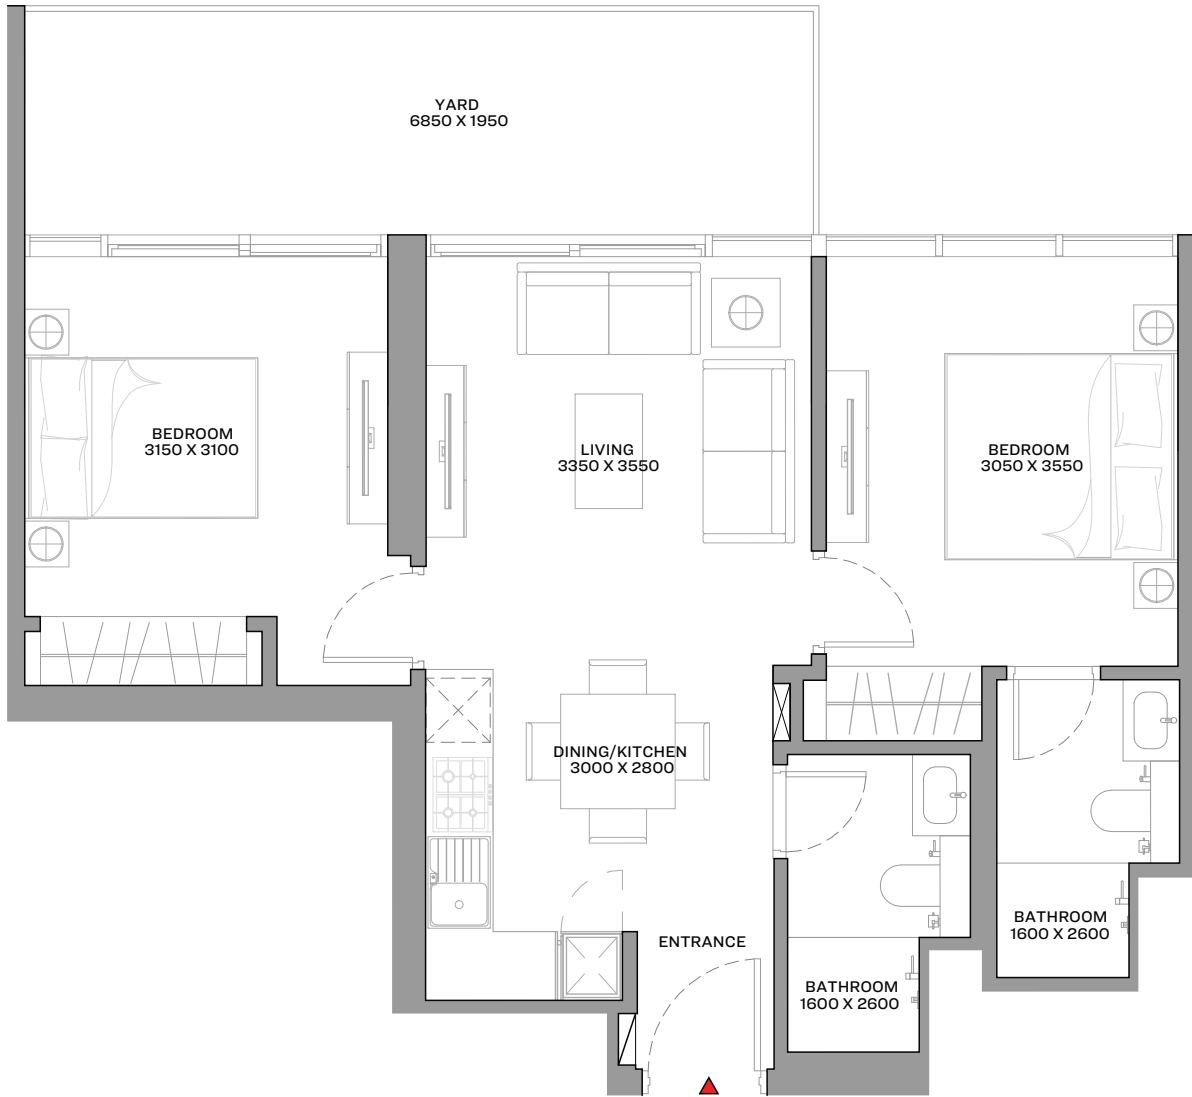 YARD
6850 X 1950
BEDROOM
3150 X 3100
LIVING
3350 X 3550
BEDROOM
3050 X 3550
DINING/KITCHEN
3000 X 2800
ENTRANCE
BATHROOM
1600 X 2600
BATHROOM
1600 X 2600